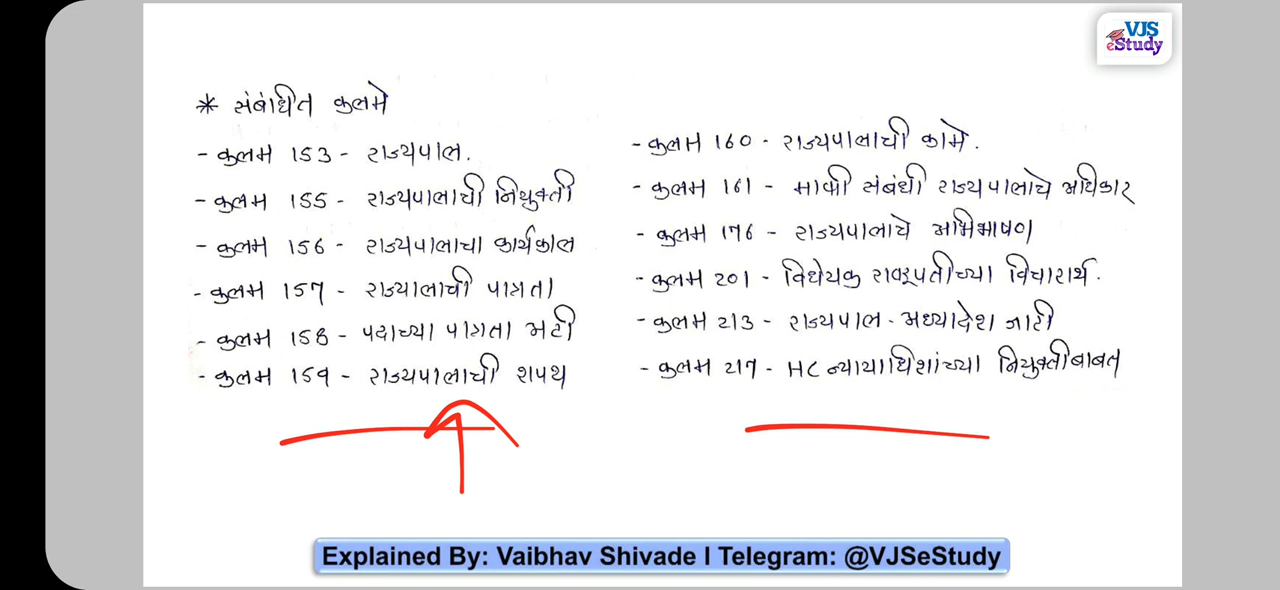 VJS
eStudy
* संबंधीत कलमे
- कलम 153 - राज्यपाल.
- कलम 155 - राज्यपालाची नियुक्ती
- कलम 156 - राज्यपालाचा कार्यकाल
- कलम 157 - राज्यालाची पात्रता
- कलम 158 - पदाच्या पात्रता अटी
- कलम 159 - राज्यपालाची शपथ
- कलम 160 - राज्यपालाची कामे.
- कलम 161 - माफी संबंधी राज्यपालाचे अधिकार
- कलम 176 - राज्यपालाचे अभिभाषण
- कलम 201 - विधेयक राष्ट्रपतीच्या विचारार्थ.
- कलम 213 - राज्यपाल - अध्यादेश जारी
- कलम 217 - HC न्यायाधिशांच्या नियुक्तीबाबत
Explained By: Vaibhav Shivade I Telegram: @VJSeStudy